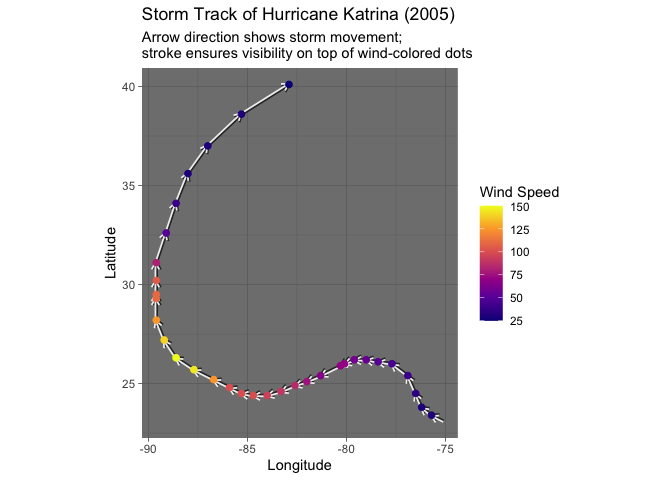 Storm Track of Hurricane Katrina (2005)
Arrow direction shows storm movement;
stroke ensures visibility on top of wind-colored dots
40
35
30
25
Latitude
-90
-85
-80
-75
Longitude
Wind Speed
150
125
100
75
50
25